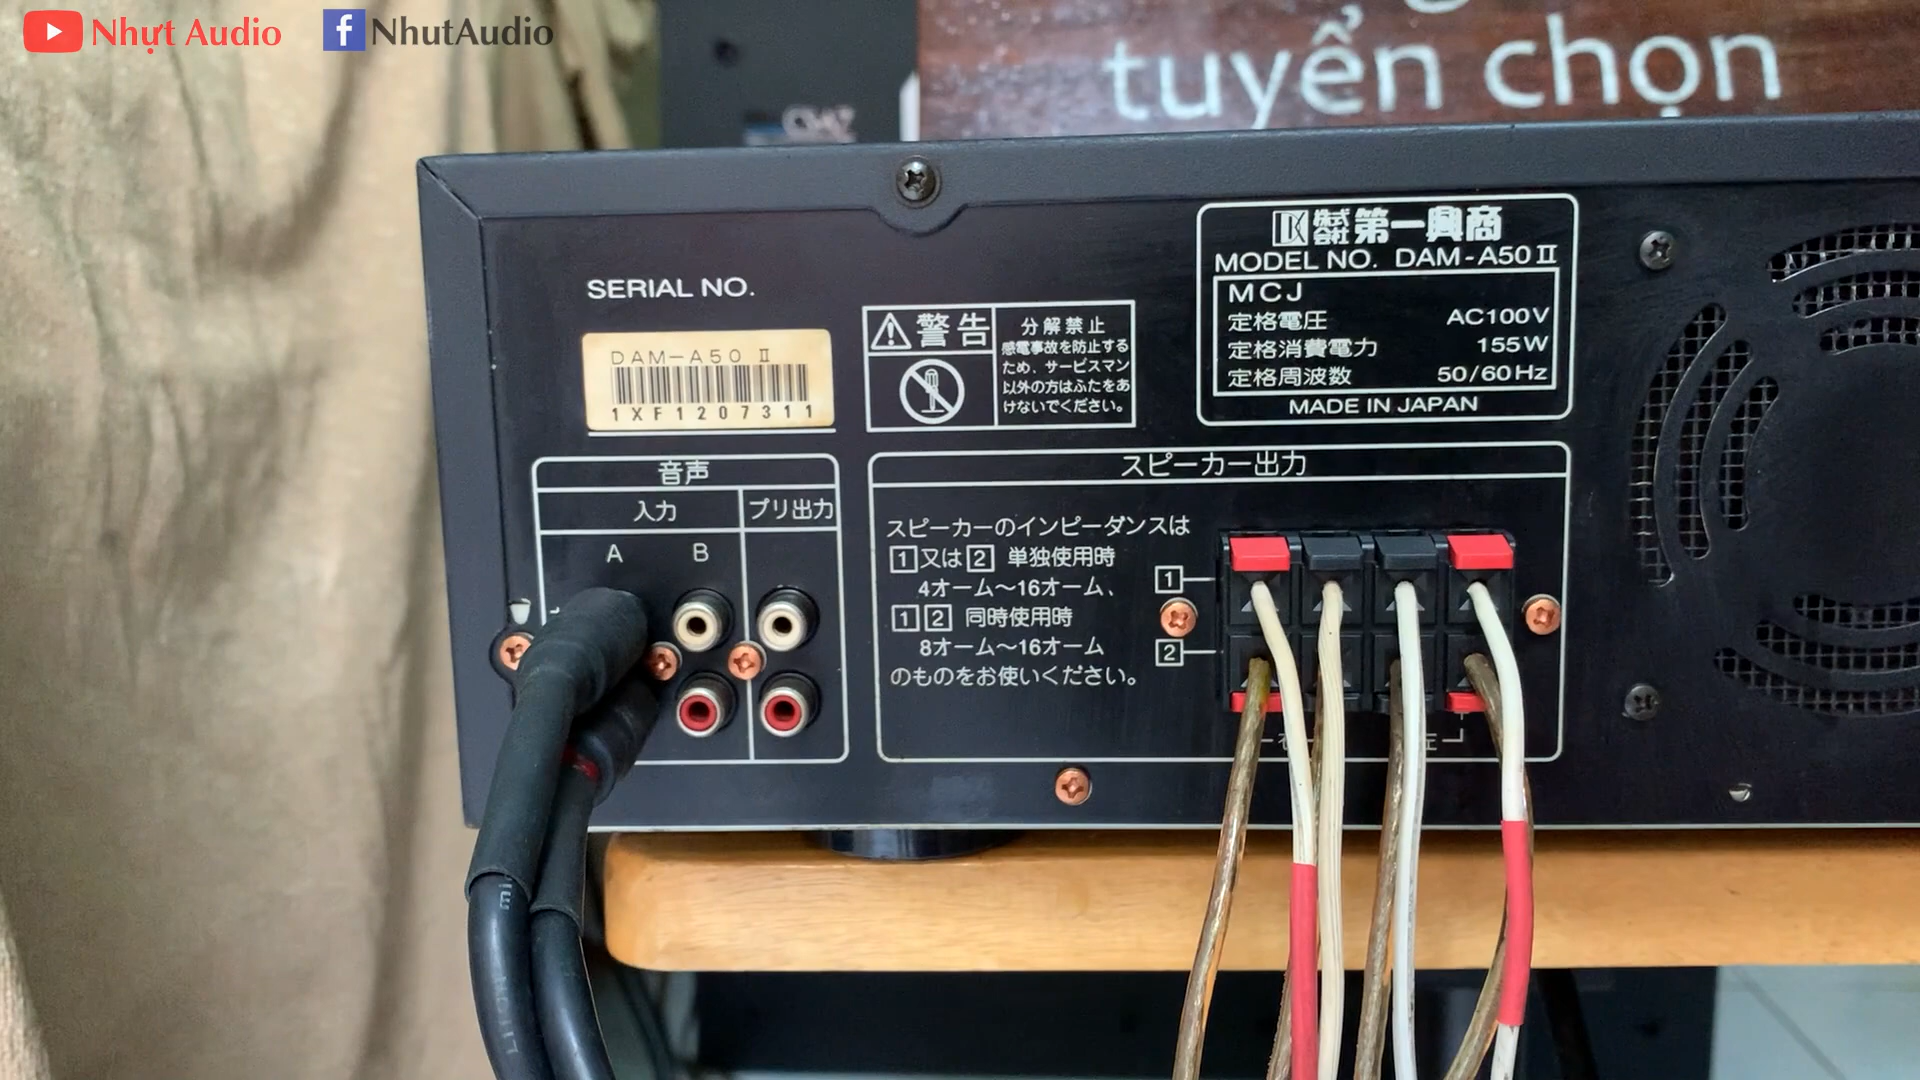 Nhựt Audio
NhutAudio
tuyển chọn
SERIAL NO.
DAM-A50 II
1XF1207311
警告
分解禁止
感電事故を防止する
ため、サービスマン
以外の方はふたをあ
けないでください。
株式会社 第一興商
MODEL NO. DAM-A50 II
MCJ
定格電圧 AC100V
定格消費電力 155W
定格周波数 50/60Hz
MADE IN JAPAN
音声
入力 プリ出力
A B
スピーカー出力
スピーカーのインピーダンスは
1又は2 単独使用時
4オーム〜16オーム、
1 2 同時使用時
8オーム〜16オーム
のものをお使いください。
1
2
右 左